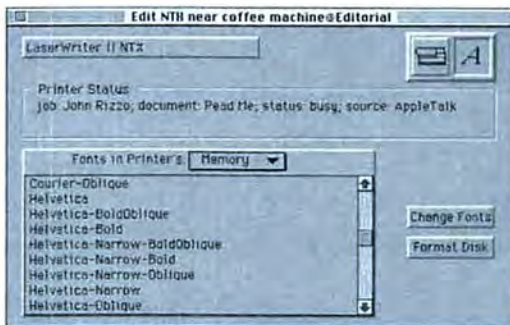 Edit NTX near coffee machine@Editorial
LaserWriter II NTX
A
Printer Status
job: John Rizzo; document: Read Me; status: busy; source: AppleTalk
Fonts in Printer's: Memory
Courier-Oblique
Helvetica
Helvetica-BoldOblique
Helvetica-Bold
Helvetica-Narrow-BoldOblique
Helvetica-Narrow-Bold
Helvetica-Narrow-Oblique
Helvetica-Narrow
Helvetica-Oblique
Change Fonts
Format Disk